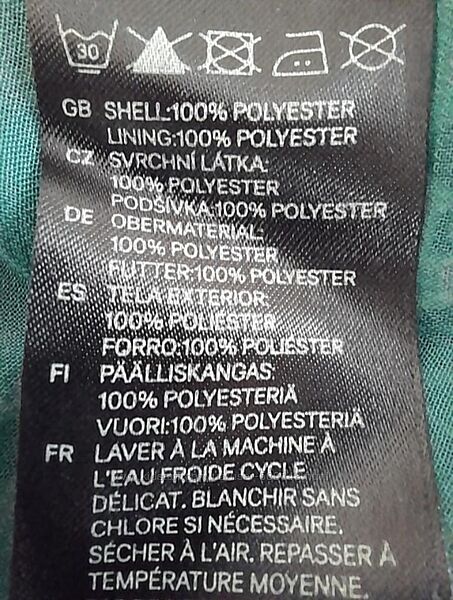 30
GB SHELL:100% POLYESTER
LINING:100% POLYESTER
CZ SVRCHNÍ LÁTKA:
100% POLYESTER
PODŠÍVKA:100% POLYESTER
DE OBERMATERIAL:
100% POLYESTER
FUTTER:100% POLYESTER
ES TELA EXTERIOR:
100% POLIÉSTER
FORRO:100% POLIÉSTER
FI PÄÄLLISKANGAS:
100% POLYESTERIÄ
VUORI:100% POLYESTERIÄ
FR LAVER À LA MACHINE À
L'EAU FROIDE CYCLE
DÉLICAT. BLANCHIR SANS
CHLORE SI NÉCESSAIRE.
SÉCHER À L'AIR. REPASSER À
TEMPÉRATURE MOYENNE.